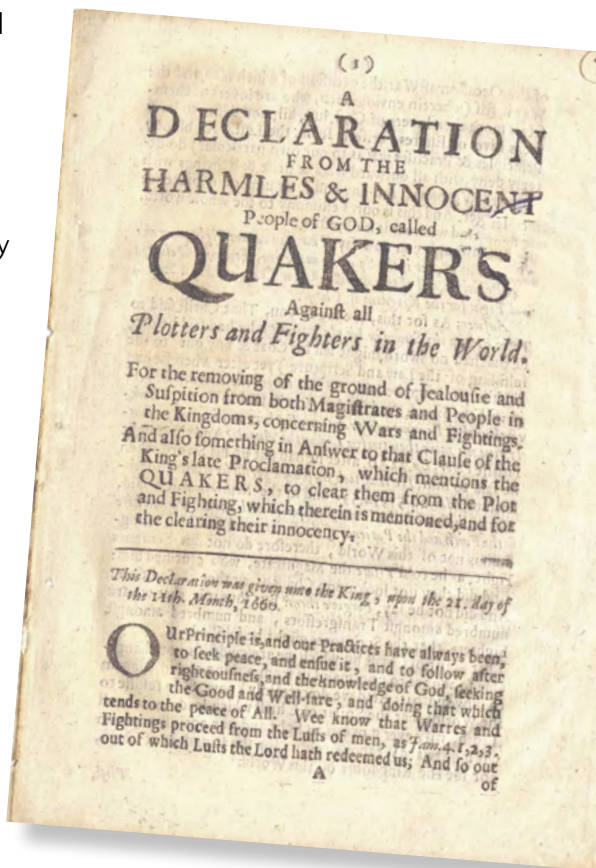 (1)
A
DECLARATION
FROM THE
HARMLES & INNOCENT
People of GOD, called
QUAKERS
Againſt all
Plotters and Fighters in the World.
For the removing of the ground of Jealouſie and
Suſpition from both Magiſtrates and People in
the Kingdoms, concerning Wars and Fightings.
And alſo ſomething in Anſwer to that Clauſe of the
King's late Proclamation, which mentions the
QUAKERS, to clear them from the Plot
and Fighting, which therein is mentioned, and for
the clearing their innocency.
This Declaration was given unto the King, upon the 21. day of
the 11th. Month, 1660.
OUr Principle is, and our Practices have always been,
to ſeek peace, and enſue it, and to follow after
righteouſneſs, and the knowledge of God, ſeeking
the Good and Well-fare, and doing that which
tends to the peace of All. Wee know that Warres and
Fightings proceed from the Luſts of men, as Jam. 4. 1, 2, 3.
out of which Luſts the Lord hath redeemed us; And ſo out
A
of